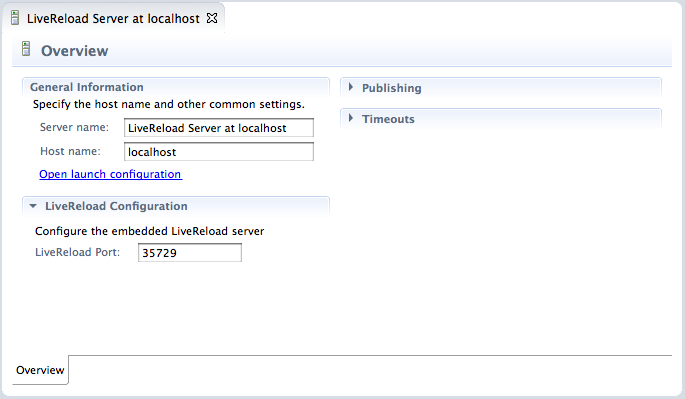 LiveReload Server at localhost
Overview
General Information
Specify the host name and other common settings.
Server name: LiveReload Server at localhost
Host name: localhost
Open launch configuration
LiveReload Configuration
Configure the embedded LiveReload server
LiveReload Port: 35729
Publishing
Timeouts
Overview